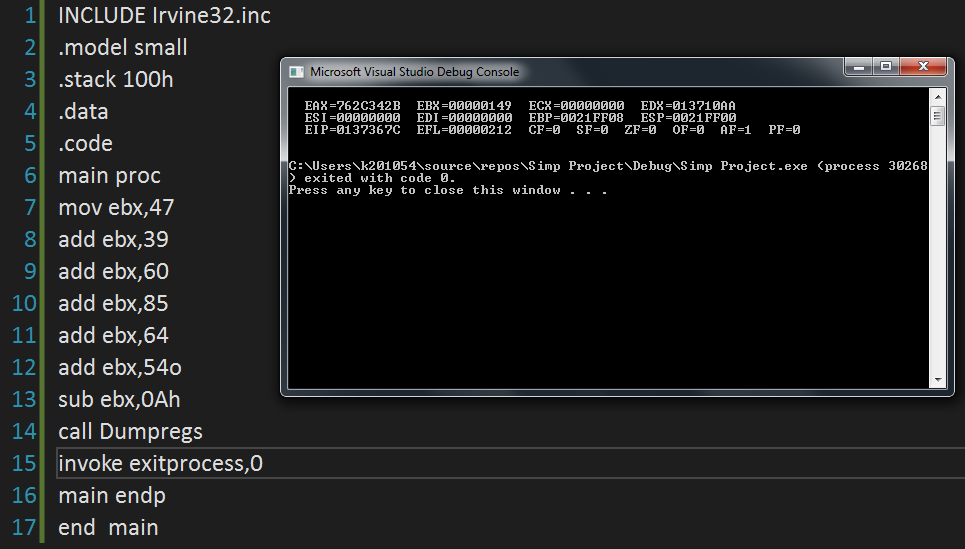 1 INCLUDE Irvine32.inc
2 .model small
3 .stack 100h
4 .data
5 .code
6 main proc
7 mov ebx,47
8 add ebx,39
9 add ebx,60
10 add ebx,85
11 add ebx,64
12 add ebx,54o
13 sub ebx,0Ah
14 call Dumpregs
15 invoke exitprocess,0
16 main endp
17 end  main
Microsoft Visual Studio Debug Console
EAX=762C342B  EBX=00000149  ECX=00000000  EDX=013710AA
ESI=00000000  EDI=00000000  EBP=0021FF08  ESP=0021FF00
EIP=0137367C  EFL=00000212  CF=0  SF=0  ZF=0  OF=0  AF=1  PF=0
C:\Users\k201054\source\repos\Simp Project\Debug\Simp Project.exe (process 30268
) exited with code 0.
Press any key to close this window . . .